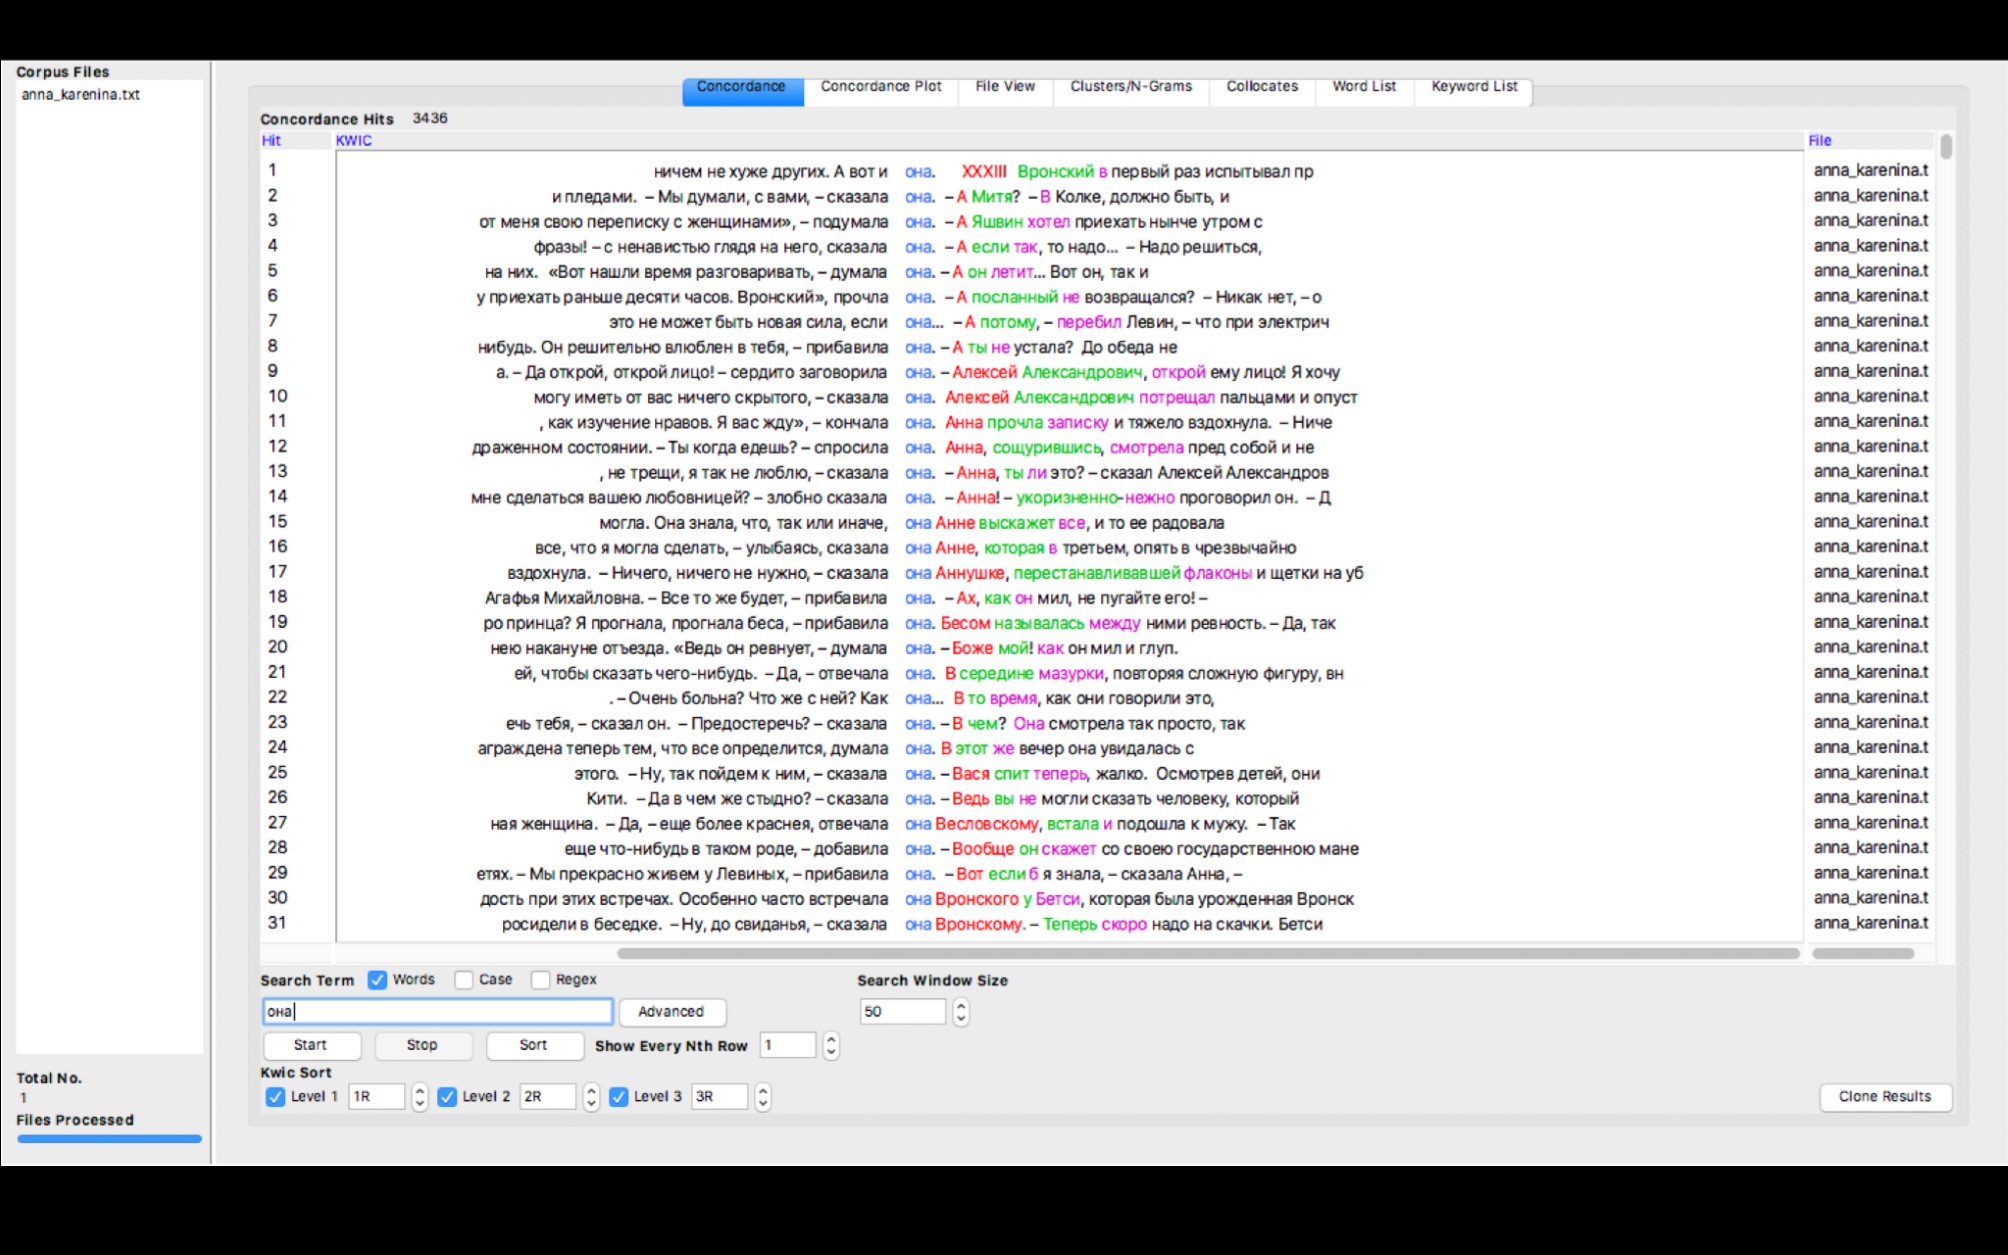 Corpus Files
anna_karenina.txt
Concordance Concordance Plot File View Clusters/N-Grams Collocates Word List Keyword List
Concordance Hits 3436
Hit KWIC File
1 ничем не хуже других. А вот и она. XXXIII Вронский в первый раз испытывал пр anna_karenina.t
2 и пледами. – Мы думали, с вами, – сказала она. – А Митя? – В Колке, должно быть, и anna_karenina.t
3 от меня свою переписку с женщинами», – подумала она. – А Яшвин хотел приехать нынче утром с anna_karenina.t
4 фразы! – с ненавистью глядя на него, сказала она. – А если так, то надо... – Надо решиться, anna_karenina.t
5 на них. «Вот нашли время разговаривать, – думала она. – А он летит... Вот он, так и anna_karenina.t
6 у приехать раньше десяти часов. Вронский», прочла она. – А посланный не возвращался? – Никак нет, – о anna_karenina.t
7 это не может быть новая сила, если она... – А потому, – перебил Левин, – что при электрич anna_karenina.t
8 нибудь. Он решительно влюблен в тебя, – прибавила она. – А ты не устала? До обеда не anna_karenina.t
9 а. – Да открой, открой лицо! – сердито заговорила она. – Алексей Александрович, открой ему лицо! Я хочу anna_karenina.t
10 могу иметь от вас ничего скрытого, – сказала она. Алексей Александрович потрещал пальцами и опуст anna_karenina.t
11 , как изучение нравов. Я вас жду», – кончала она. Анна прочла записку и тяжело вздохнула. – Ниче anna_karenina.t
12 драженном состоянии. – Ты когда едешь? – спросила она. Анна, сощурившись, смотрела пред собой и не anna_karenina.t
13 , не трещи, я так не люблю, – сказала она. – Анна, ты ли это? – сказал Алексей Александров anna_karenina.t
14 мне сделаться вашею любовницей? – злобно сказала она. – Анна! – укоризненно-нежно проговорил он. – Д anna_karenina.t
15 могла. Она знала, что, так или иначе, она Анне выскажет все, и то ее радовала anna_karenina.t
16 все, что я могла сделать, – улыбаясь, сказала она Анне, которая в третьем, опять в чрезвычайно anna_karenina.t
17 вздохнула. – Ничего, ничего не нужно, – сказала она Аннушке, перестанавливавшей флаконы и щетки на уб anna_karenina.t
18 Агафья Михайловна. – Все то же будет, – прибавила она. – Ах, как он мил, не пугайте его! – anna_karenina.t
19 ро принца? Я прогнала, прогнала беса, – прибавила она. Бесом называлась между ними ревность. – Да, так anna_karenina.t
20 нею накануне отъезда. «Ведь он ревнует, – думала она. – Боже мой! как он мил и глуп. anna_karenina.t
21 ей, чтобы сказать чего-нибудь. – Да, – отвечала она. В середине мазурки, повторяя сложную фигуру, вн anna_karenina.t
22 . – Очень больна? Что же с ней? Как она... В то время, как они говорили это, anna_karenina.t
23 ечь тебя, – сказал он. – Предостеречь? – сказала она. – В чем? Она смотрела так просто, так anna_karenina.t
24 аграждена теперь тем, что все определится, думала она. В этот же вечер она увидалась с anna_karenina.t
25 этого. – Ну, так пойдем к ним, – сказала она. – Вася спит теперь, жалко. Осмотрев детей, они anna_karenina.t
26 Кити. – Да в чем же стыдно? – сказала она. – Ведь вы не могли сказать человеку, который anna_karenina.t
27 ная женщина. – Да, – еще более краснея, отвечала она Весловскому, встала и подошла к мужу. – Так anna_karenina.t
28 еще что-нибудь в таком роде, – добавила она. – Вообще он скажет со своею государственною мане anna_karenina.t
29 етях. – Мы прекрасно живем у Левиных, – прибавила она. – Вот если б я знала, – сказала Анна, – anna_karenina.t
30 дость при этих встречах. Особенно часто встречала она Вронского у Бетси, которая была урожденная Вронск anna_karenina.t
31 росидели в беседке. – Ну, до свиданья, – сказала она Вронскому. – Теперь скоро надо на скачки. Бетси anna_karenina.t
Search Term Words Case Regex Search Window Size
она Advanced 50
Start Stop Sort Show Every Nth Row 1
Kwic Sort
Level 1 1R Level 2 2R Level 3 3R Clone Results
Total No.
1
Files Processed